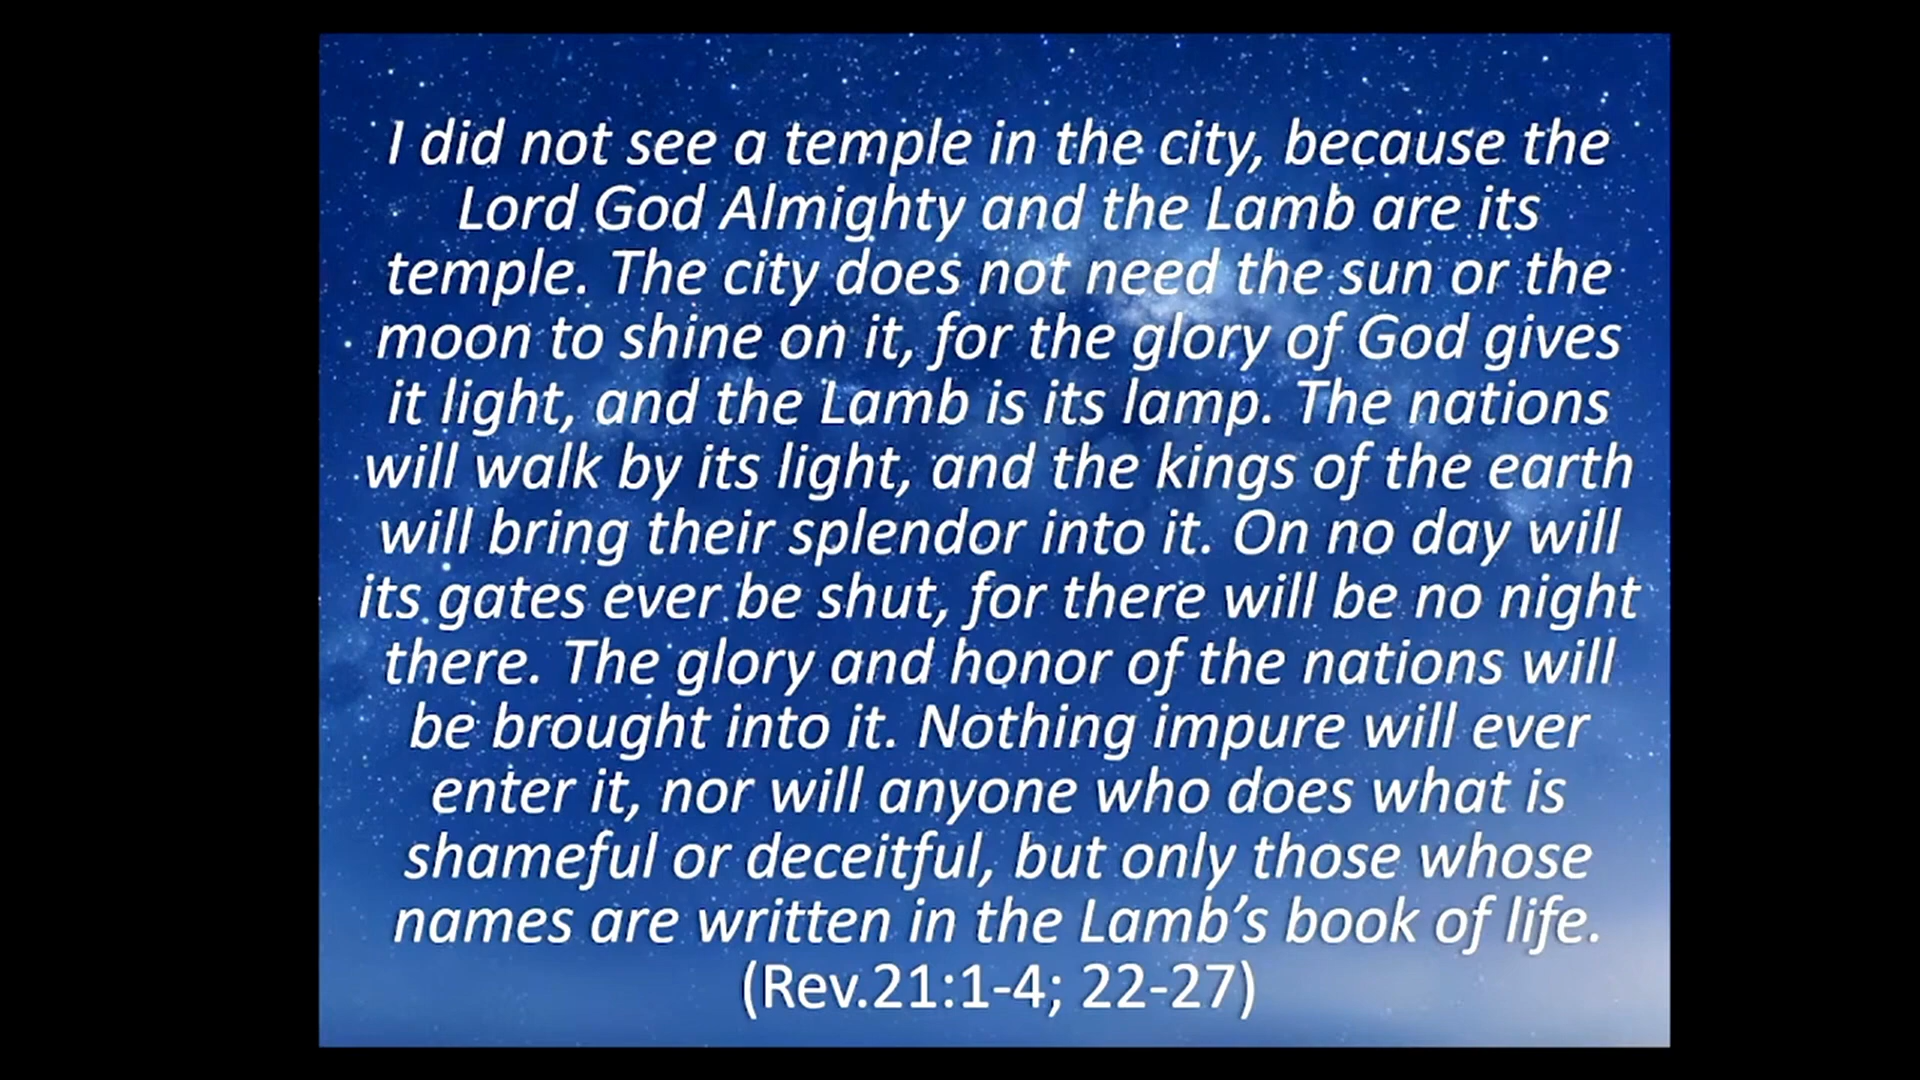 I did not see a temple in the city, because the
Lord God Almighty and the Lamb are its
temple. The city does not need the sun or the
moon to shine on it, for the glory of God gives
it light, and the Lamb is its lamp. The nations
will walk by its light, and the kings of the earth
will bring their splendor into it. On no day will
its gates ever be shut, for there will be no night
there. The glory and honor of the nations will
be brought into it. Nothing impure will ever
enter it, nor will anyone who does what is
shameful or deceitful, but only those whose
names are written in the Lamb’s book of life.
(Rev.21:1-4; 22-27)